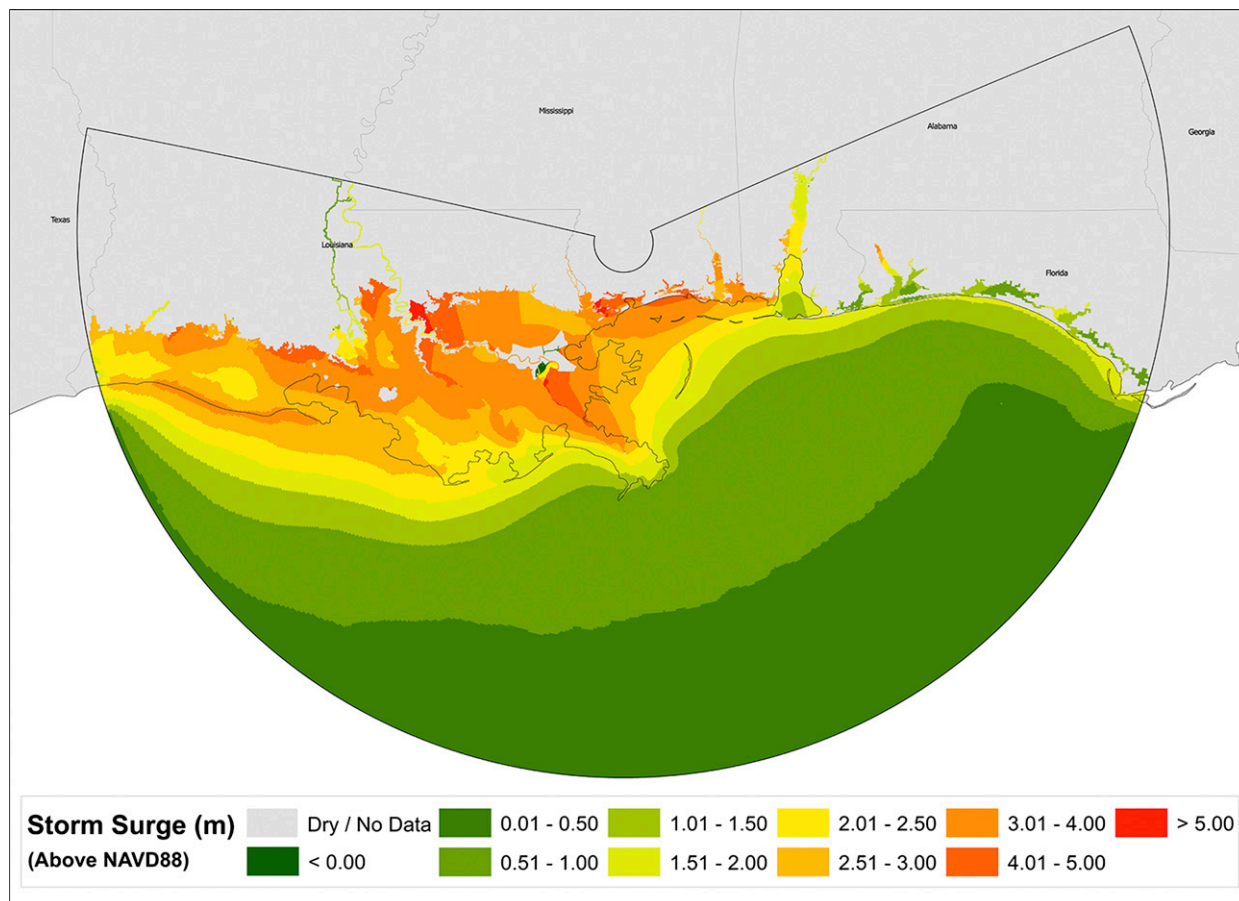 Mississippi
Alabama
Georgia
Texas
Louisiana
Florida
Storm Surge (m)
(Above NAVD88)
Dry / No Data
< 0.00
0.01 - 0.50
0.51 - 1.00
1.01 - 1.50
1.51 - 2.00
2.01 - 2.50
2.51 - 3.00
3.01 - 4.00
4.01 - 5.00
> 5.00